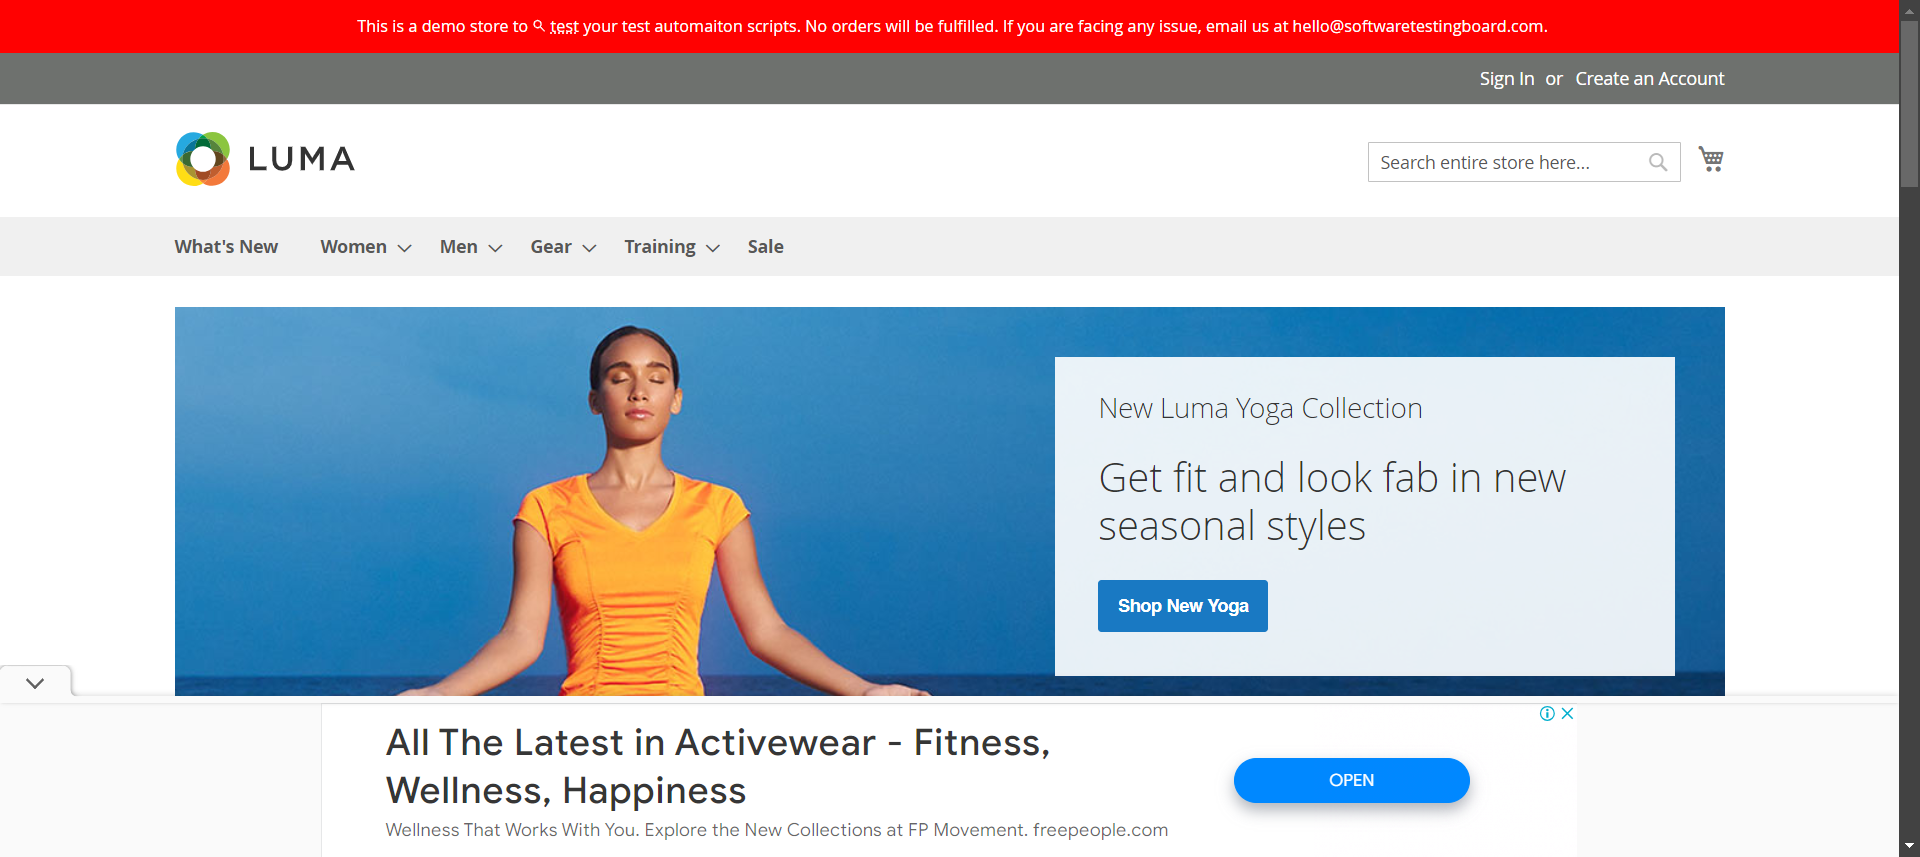 This is a demo store to test your test automaiton scripts. No orders will be fulfilled. If you are facing any issue, email us at hello@softwaretestingboard.com.
Sign In or Create an Account
LUMA
Search entire store here...
What's New Women Men Gear Training Sale
New Luma Yoga Collection
Get fit and look fab in new
seasonal styles
Shop New Yoga
All The Latest in Activewear - Fitness,
Wellness, Happiness
OPEN
Wellness That Works With You. Explore the New Collections at FP Movement. freepeople.com